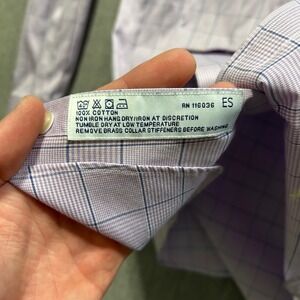 RN 116036 ES
100% COTTON
NON IRON HANG DRY/IRON AT DISCRETION
TUMBLE DRY AT LOW TEMPERATURE
REMOVE BRASS COLLAR STIFFENERS BEFORE WASHING